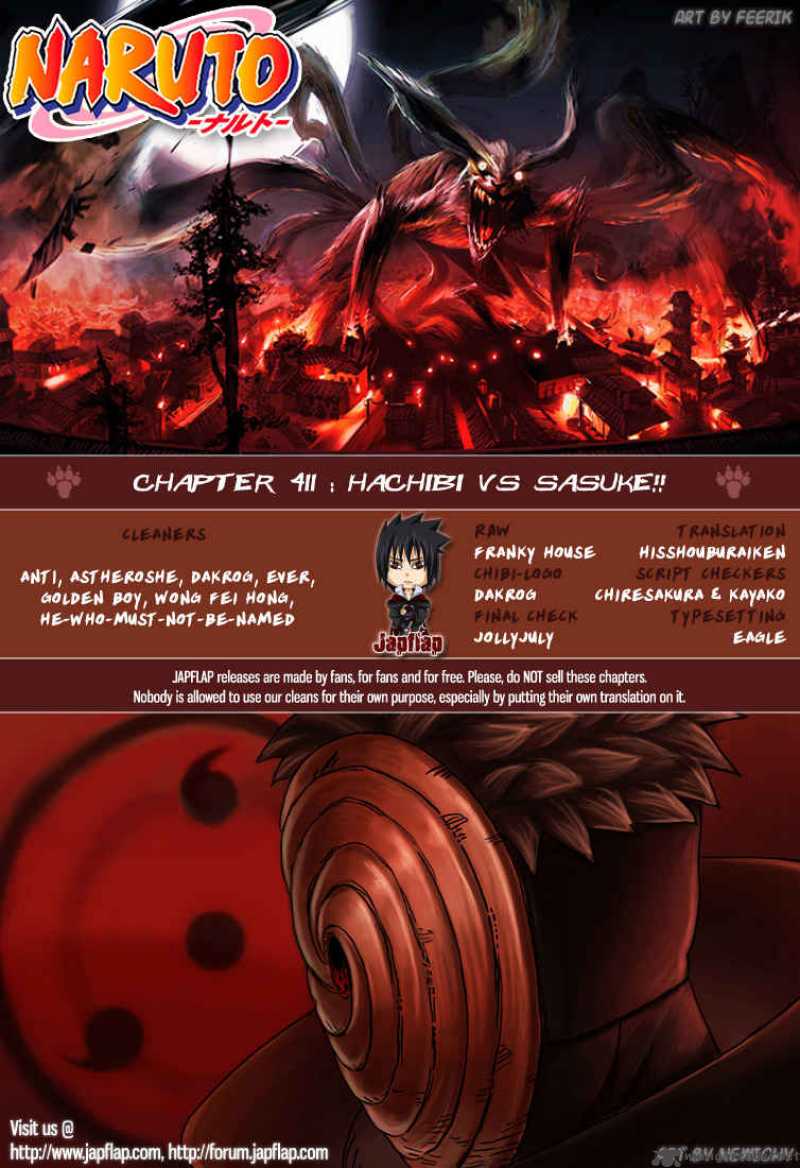 ART BY FEERIK
NARUTO
-ナルト-
CHAPTER 411 : HACHIBI VS SASUKE!!
CLEANERS
ANTI, ASTHEROSHE, DAKROG, EVER,
GOLDEN BOY, WONG FEI HONG,
HE-WHO-MUST-NOT-BE-NAMED
Japflap
RAW
FRANKY HOUSE
CHIBI-LOGO
DAKROG
FINAL CHECK
JOLLYJULY
TRANSLATION
HISSHOUBURAIKEN
SCRIPT CHECKERS
CHIRESAKURA & KAYAKO
TYPESETTING
EAGLE
JAPFLAP releases are made by fans, for fans and for free. Please, do NOT sell these chapters.
Nobody is allowed to use our cleans for their own purpose, especially by putting their own translation on it.
Visit us @
http://www.japflap.com, http://forum.japflap.com
ART BY